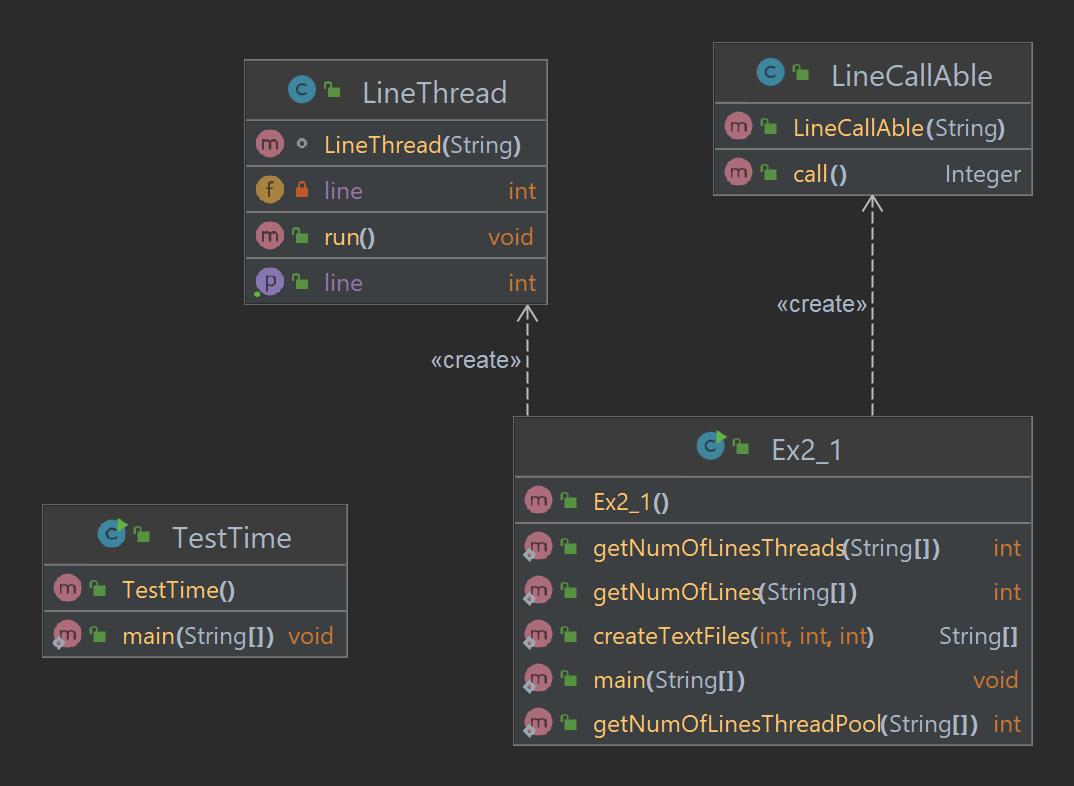 LineThread
LineThread(String)
line int
run() void
line int
«create»
LineCallAble
LineCallAble(String)
call() Integer
«create»
Ex2_1
Ex2_1()
getNumOfLinesThreads(String[]) int
getNumOfLines(String[]) int
createTextFiles(int, int, int) String[]
main(String[]) void
getNumOfLinesThreadPool(String[]) int
TestTime
TestTime()
main(String[]) void